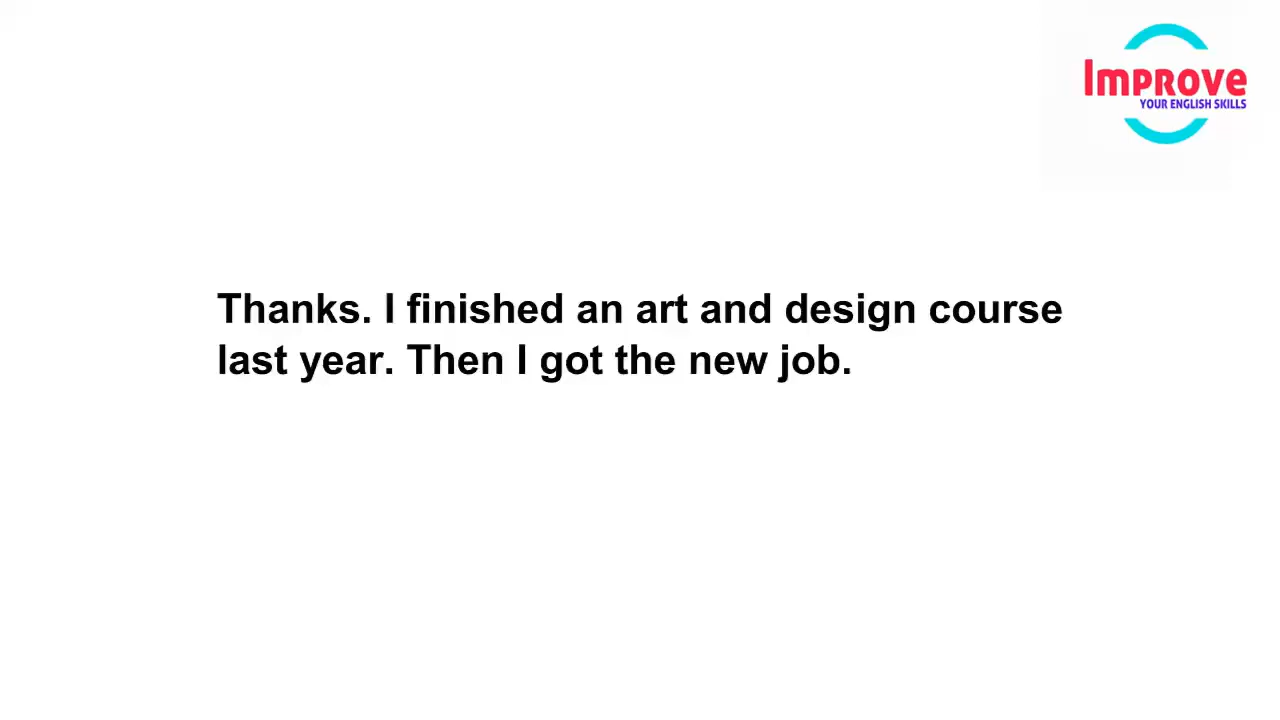 Improve
YOUR ENGLISH SKILLS
Thanks. I finished an art and design course
last year. Then I got the new job.